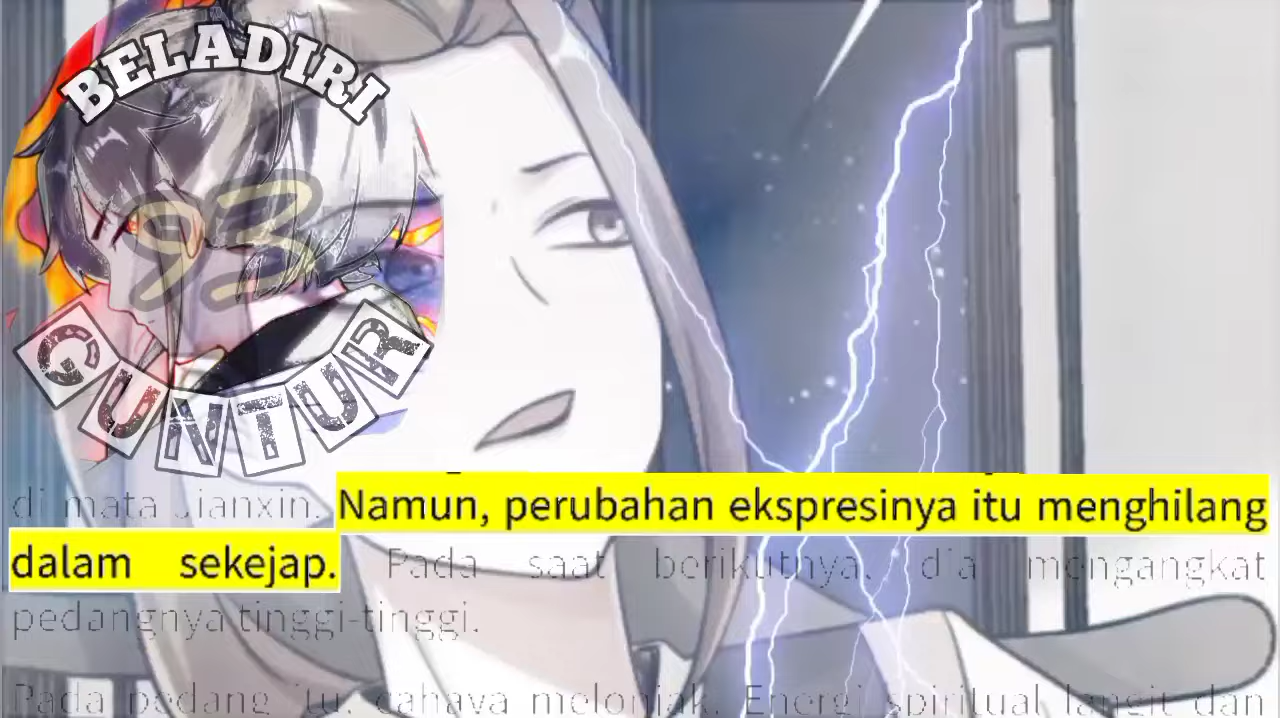 BELADIRI
93
GUNTUR
di mata Jianxin. Namun, perubahan ekspresinya itu menghilang
dalam sekejap. Pada saat berikutnya, dia mengangkat
pedangnya tinggi-tinggi.
Pada pedang itu, cahaya melonjak. Energi spiritual langit dan